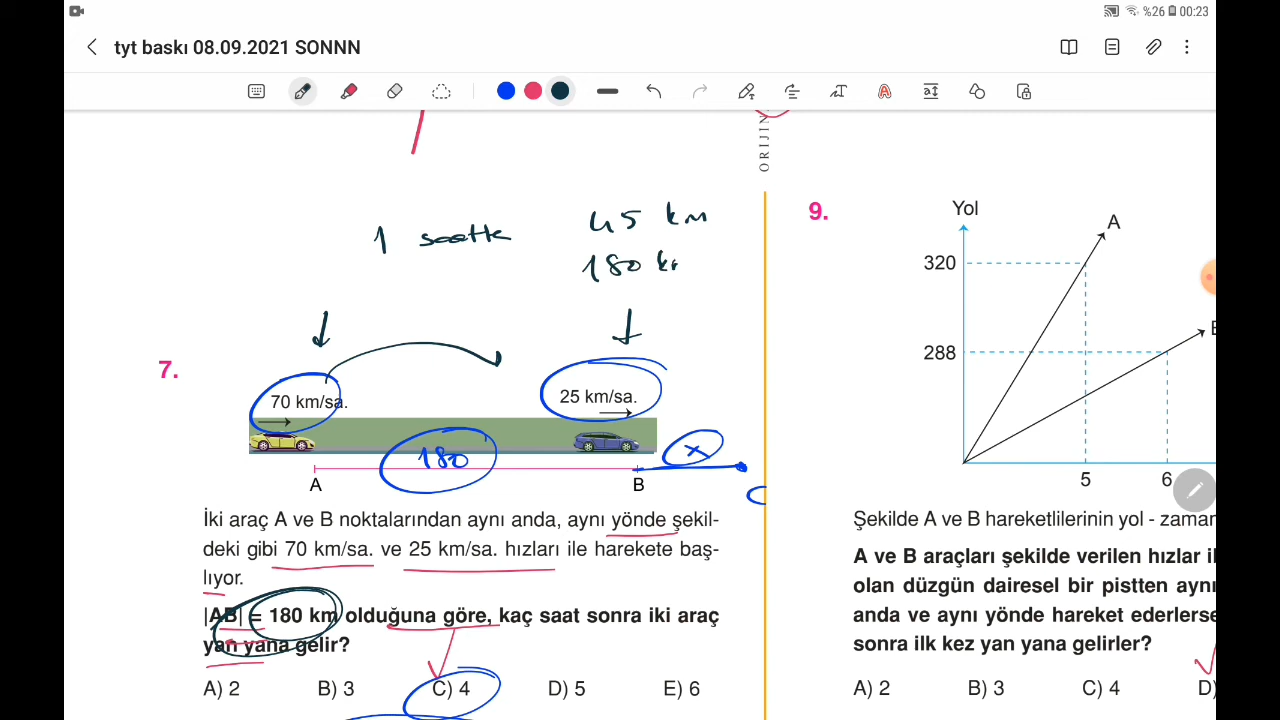 %26 00:23
tyt baskı 08.09.2021 SONNN
ORIJIN
1 saatte
45 km
180 km
7.
70 km/sa.
25 km/sa.
180
x
A
B
C
İki araç A ve B noktalarından aynı anda, aynı yönde şekil-
deki gibi 70 km/sa. ve 25 km/sa. hızları ile harekete baş-
lıyor.
|AB| = 180 km olduğuna göre, kaç saat sonra iki araç
yan yana gelir?
A) 2 B) 3 C) 4 D) 5 E) 6
9.
Yol
A
320
288
5
6
Şekilde A ve B hareketlilerinin yol - zaman
A ve B araçları şekilde verilen hızlar
olan düzgün dairesel bir pistten aynı
anda ve aynı yönde hareket ederlerse
sonra ilk kez yan yana gelirler?
A) 2 B) 3 C) 4 D)